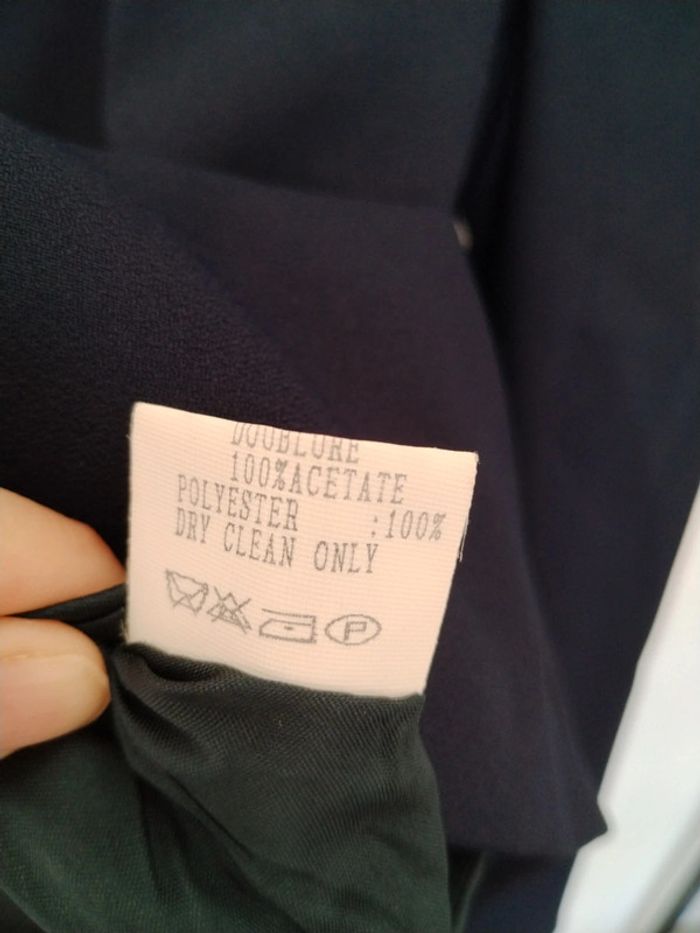 DOUBLURE
100%ACETATE
POLYESTER :100%
DRY CLEAN ONLY
P